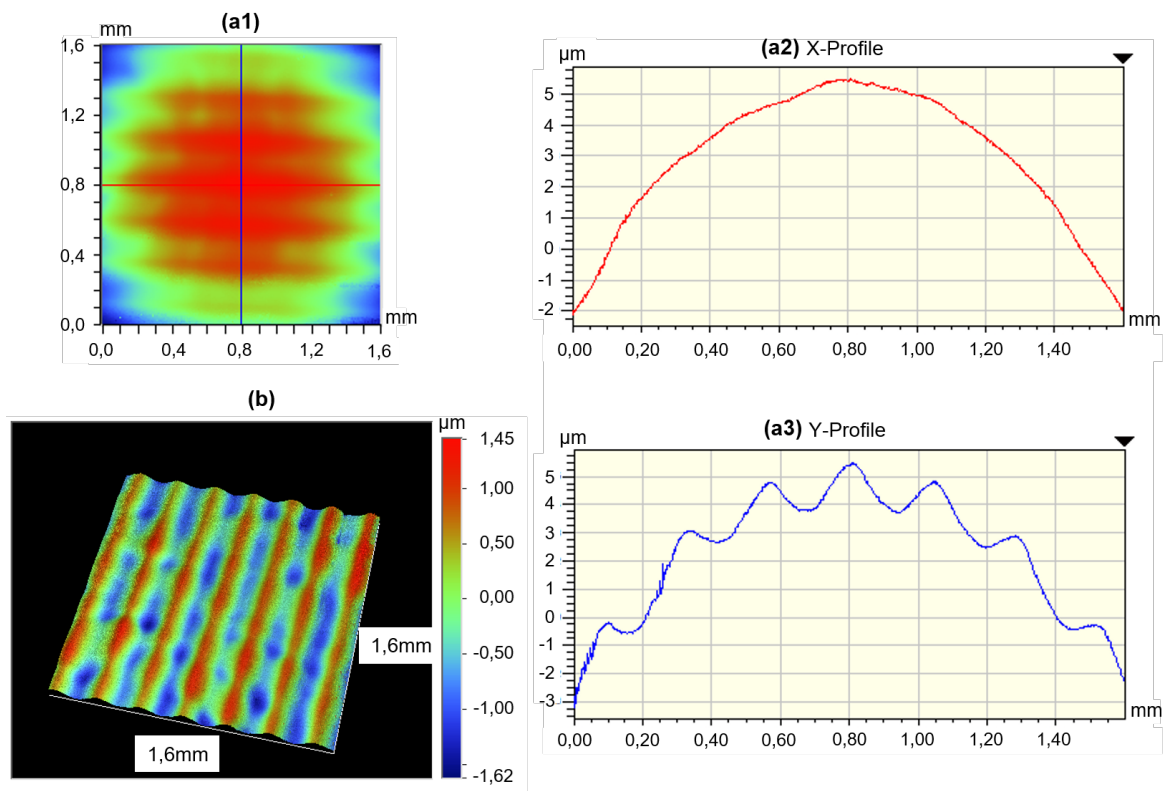 (a1)
mm
1,6
1,2
0,8
0,4
0,0
mm
0,0 0,4 0,8 1,2 1,6
(a2) X-Profile
µm
5
4
3
2
1
0
-1
-2
mm
0,00 0,20 0,40 0,60 0,80 1,00 1,20 1,40
(b)
µm
1,45
1,00
0,50
0,00
-0,50
-1,00
-1,62
1,6mm
1,6mm
(a3) Y-Profile
µm
5
4
3
2
1
0
-1
-2
-3
mm
0,00 0,20 0,40 0,60 0,80 1,00 1,20 1,40